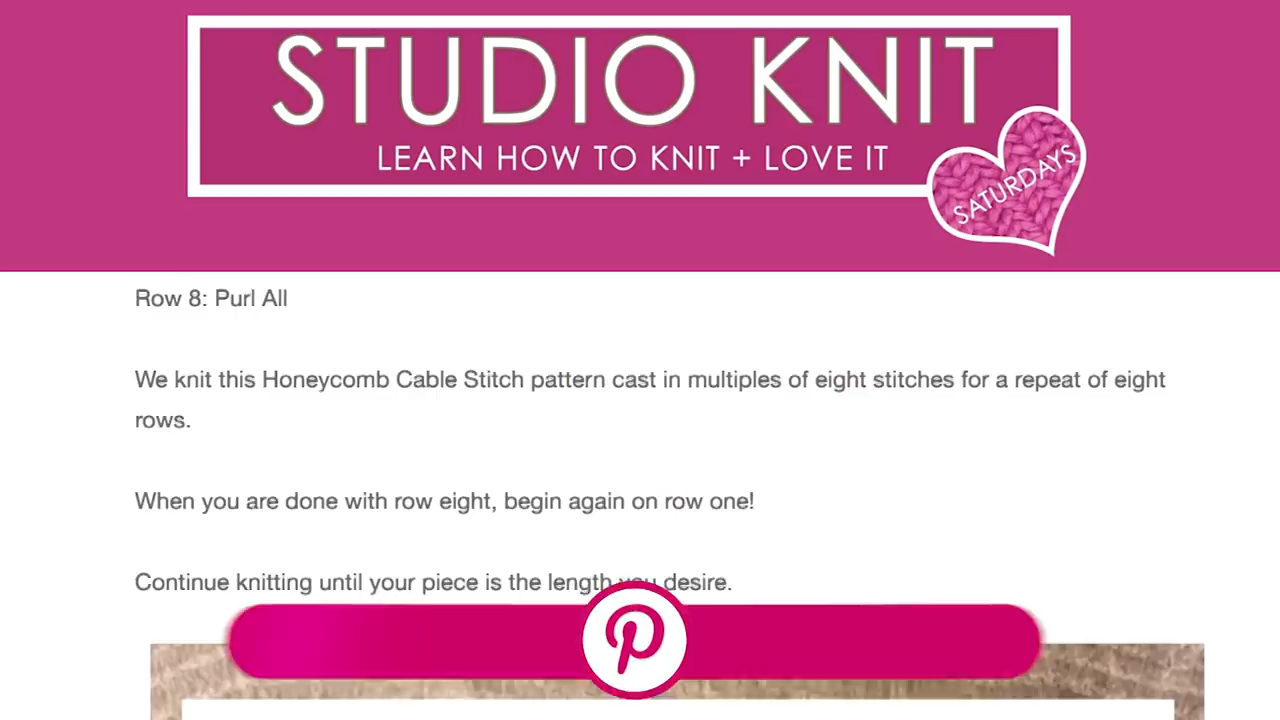 STUDIO KNIT
LEARN HOW TO KNIT + LOVE IT
SATURDAYS
Row 8: Purl All
We knit this Honeycomb Cable Stitch pattern cast in multiples of eight stitches for a repeat of eight
rows.
When you are done with row eight, begin again on row one!
Continue knitting until your piece is the length you desire.